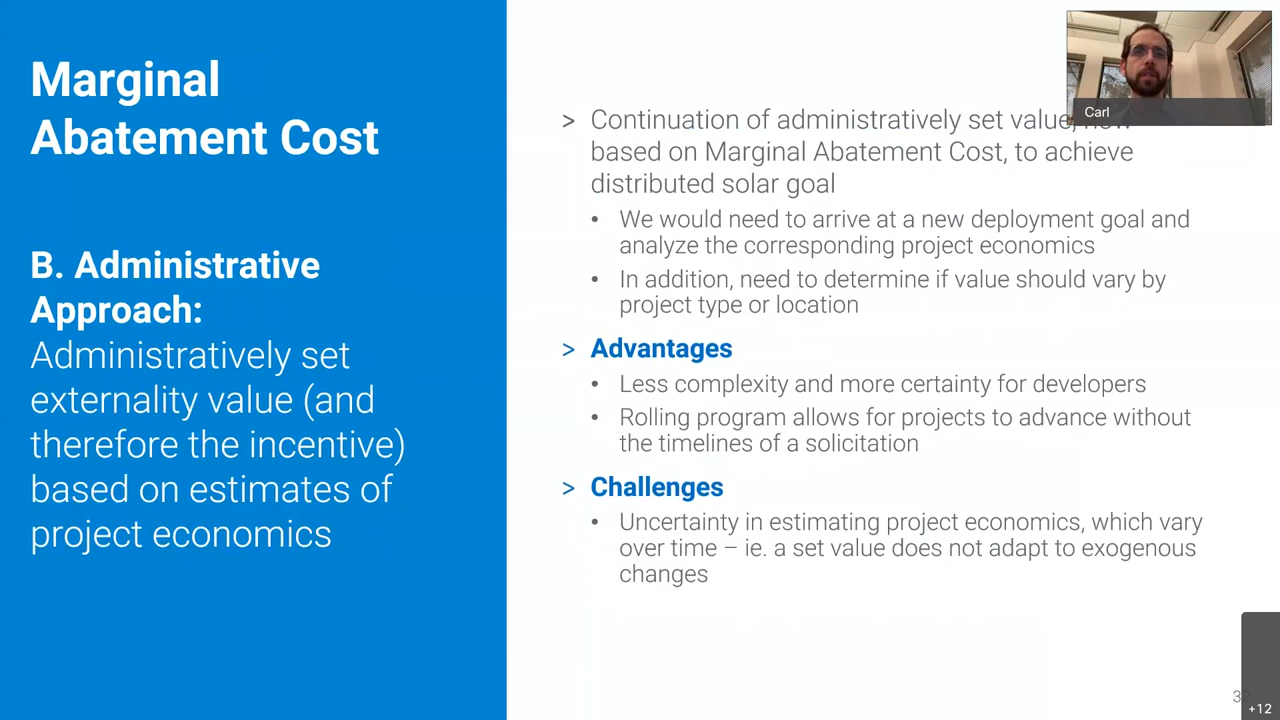 Marginal
Abatement Cost
B. Administrative
Approach:
Administratively set
externality value (and
therefore the incentive)
based on estimates of
project economics
> Continuation of administratively set value,
based on Marginal Abatement Cost, to achieve
distributed solar goal
• We would need to arrive at a new deployment goal and
analyze the corresponding project economics
• In addition, need to determine if value should vary by
project type or location
> Advantages
• Less complexity and more certainty for developers
• Rolling program allows for projects to advance without
the timelines of a solicitation
> Challenges
• Uncertainty in estimating project economics, which vary
over time – ie. a set value does not adapt to exogenous
changes
Carl
+12